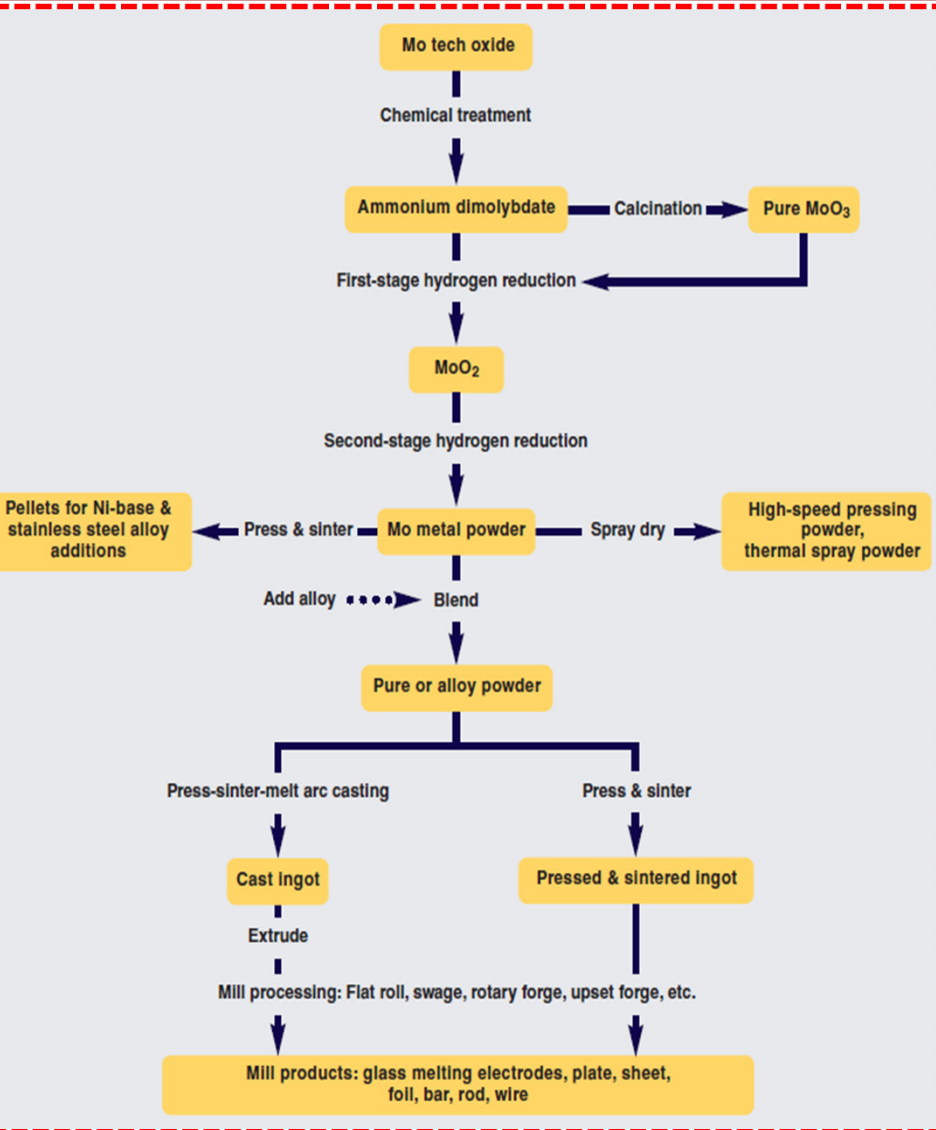 Mo tech oxide
Chemical treatment
Ammonium dimolybdate
Calcination
Pure MoO₃
First-stage hydrogen reduction
MoO₂
Second-stage hydrogen reduction
Pellets for Ni-base &
stainless steel alloy
additions
Press & sinter
Mo metal powder
Spray dry
High-speed pressing
powder,
thermal spray powder
Add alloy
Blend
Pure or alloy powder
Press-sinter-melt arc casting
Press & sinter
Cast ingot
Pressed & sintered ingot
Extrude
Mill processing: Flat roll, swage, rotary forge, upset forge, etc.
Mill products: glass melting electrodes, plate, sheet,
foil, bar, rod, wire